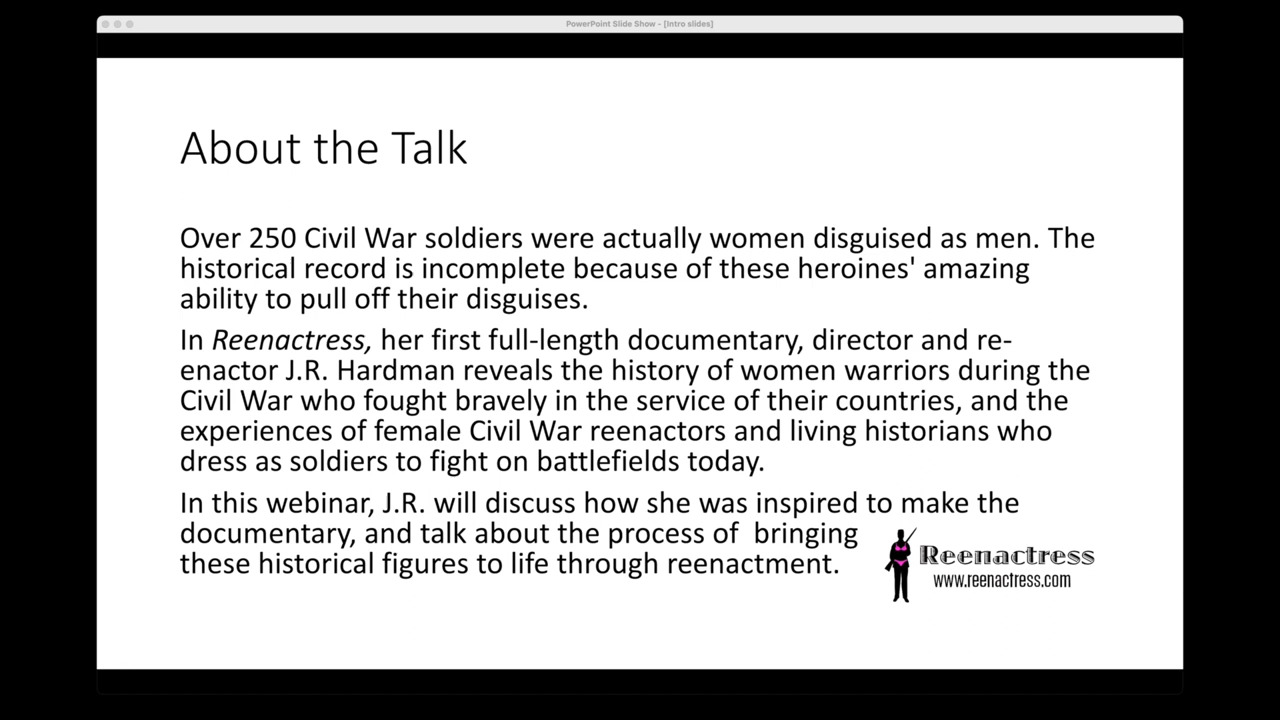 PowerPoint Slide Show - [Intro slides]
About the Talk
Over 250 Civil War soldiers were actually women disguised as men. The
historical record is incomplete because of these heroines' amazing
ability to pull off their disguises.
In Reenactress, her first full-length documentary, director and re-
enactor J.R. Hardman reveals the history of women warriors during the
Civil War who fought bravely in the service of their countries, and the
experiences of female Civil War reenactors and living historians who
dress as soldiers to fight on battlefields today.
In this webinar, J.R. will discuss how she was inspired to make the
documentary, and talk about the process of  bringing
these historical figures to life through reenactment.
Reenactress
www.reenactress.com